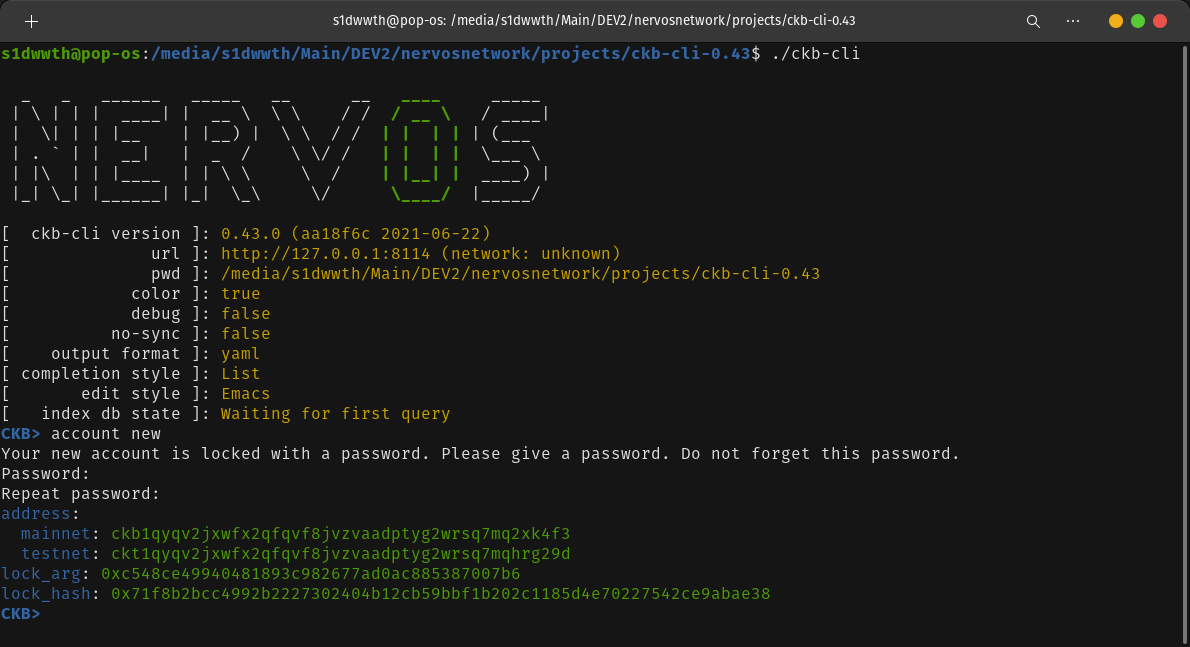 s1dwwth@pop-os: /media/s1dwwth/Main/DEV2/nervosnetwork/projects/ckb-cli-0.43
s1dwwth@pop-os:/media/s1dwwth/Main/DEV2/nervosnetwork/projects/ckb-cli-0.43$ ./ckb-cli
NERVOS
[  ckb-cli version ]: 0.43.0 (aa18f6c 2021-06-22)
[              url ]: http://127.0.0.1:8114 (network: unknown)
[              pwd ]: /media/s1dwwth/Main/DEV2/nervosnetwork/projects/ckb-cli-0.43
[            color ]: true
[            debug ]: false
[          no-sync ]: false
[    output format ]: yaml
[ completion style ]: List
[       edit style ]: Emacs
[   index db state ]: Waiting for first query
CKB> account new
Your new account is locked with a password. Please give a password. Do not forget this password.
Password:
Repeat password:
address:
  mainnet: ckb1qyqv2jxwfx2qfqvf8jvzvaadptyg2wrsq7mq2xk4f3
  testnet: ckt1qyqv2jxwfx2qfqvf8jvzvaadptyg2wrsq7mqhrg29d
lock_arg: 0xc548ce49940481893c982677ad0ac885387007b6
lock_hash: 0x71f8b2bcc4992b2227302404b12cb59bbf1b202c1185d4e70227542ce9abae38
CKB>